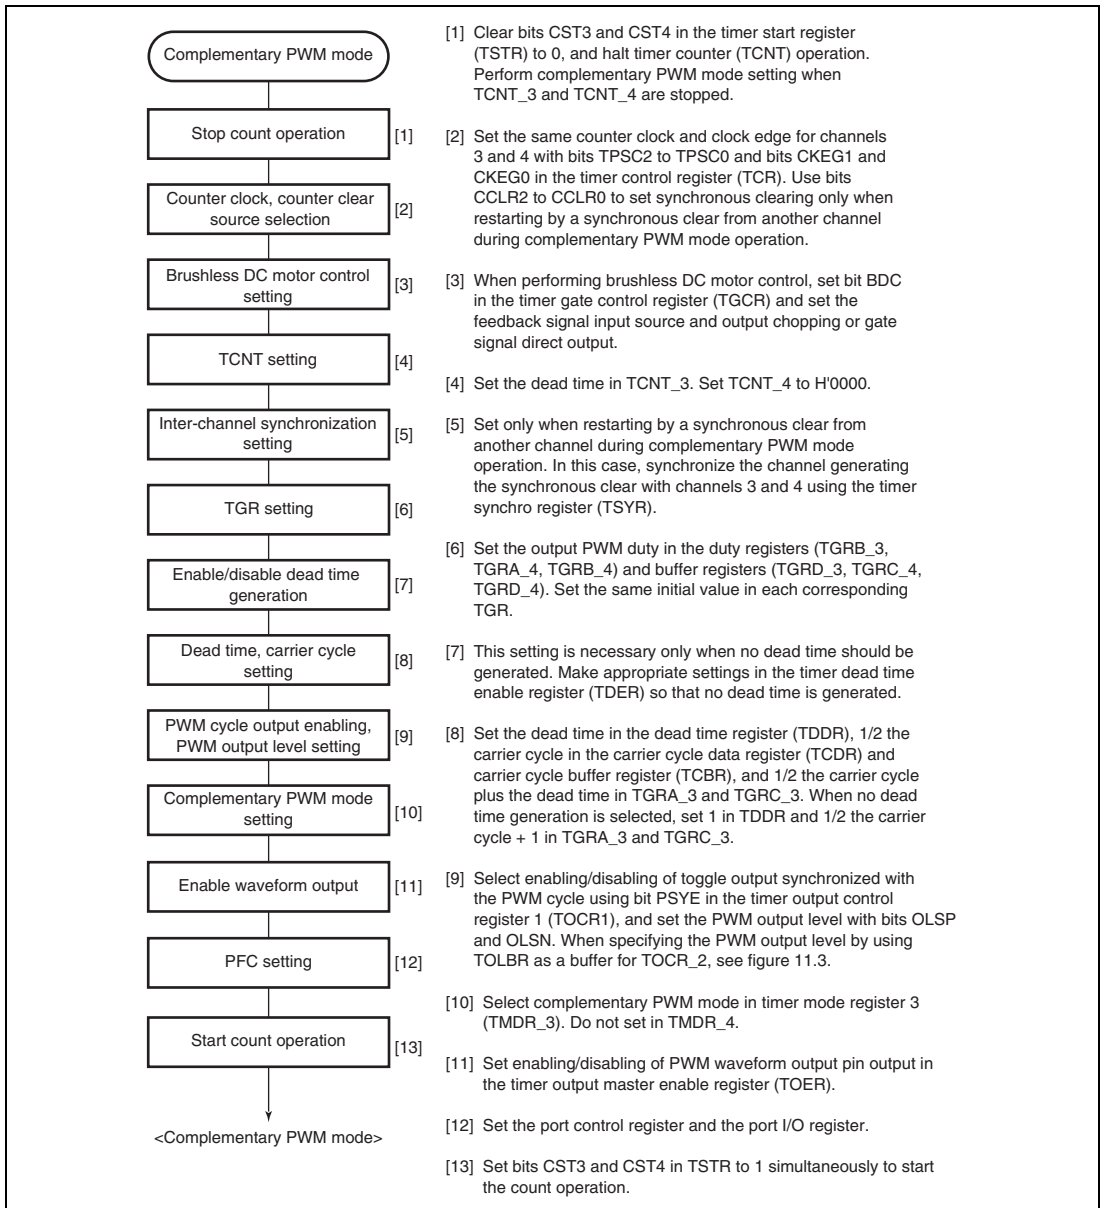 Complementary PWM mode
Stop count operation
[1]
Counter clock, counter clear
source selection
[2]
Brushless DC motor control
setting
[3]
TCNT setting
[4]
Inter-channel synchronization
setting
[5]
TGR setting
[6]
Enable/disable dead time
generation
[7]
Dead time, carrier cycle
setting
[8]
PWM cycle output enabling,
PWM output level setting
[9]
Complementary PWM mode
setting
[10]
Enable waveform output
[11]
PFC setting
[12]
Start count operation
[13]
<Complementary PWM mode>
[1] Clear bits CST3 and CST4 in the timer start register
(TSTR) to 0, and halt timer counter (TCNT) operation.
Perform complementary PWM mode setting when
TCNT_3 and TCNT_4 are stopped.
[2] Set the same counter clock and clock edge for channels
3 and 4 with bits TPSC2 to TPSC0 and bits CKEG1 and
CKEG0 in the timer control register (TCR). Use bits
CCLR2 to CCLR0 to set synchronous clearing only when
restarting by a synchronous clear from another channel
during complementary PWM mode operation.
[3] When performing brushless DC motor control, set bit BDC
in the timer gate control register (TGCR) and set the
feedback signal input source and output chopping or gate
signal direct output.
[4] Set the dead time in TCNT_3. Set TCNT_4 to H'0000.
[5] Set only when restarting by a synchronous clear from
another channel during complementary PWM mode
operation. In this case, synchronize the channel generating
the synchronous clear with channels 3 and 4 using the timer
synchro register (TSYR).
[6] Set the output PWM duty in the duty registers (TGRB_3,
TGRA_4, TGRB_4) and buffer registers (TGRD_3, TGRC_4,
TGRD_4). Set the same initial value in each corresponding
TGR.
[7] This setting is necessary only when no dead time should be
generated. Make appropriate settings in the timer dead time
enable register (TDER) so that no dead time is generated.
[8] Set the dead time in the dead time register (TDDR), 1/2 the
carrier cycle in the carrier cycle data register (TCDR) and
carrier cycle buffer register (TCBR), and 1/2 the carrier cycle
plus the dead time in TGRA_3 and TGRC_3. When no dead
time generation is selected, set 1 in TDDR and 1/2 the carrier
cycle + 1 in TGRA_3 and TGRC_3.
[9] Select enabling/disabling of toggle output synchronized with
the PWM cycle using bit PSYE in the timer output control
register 1 (TOCR1), and set the PWM output level with bits OLSP
and OLSN. When specifying the PWM output level by using
TOLBR as a buffer for TOCR_2, see figure 11.3.
[10] Select complementary PWM mode in timer mode register 3
(TMDR_3). Do not set in TMDR_4.
[11] Set enabling/disabling of PWM waveform output pin output in
the timer output master enable register (TOER).
[12] Set the port control register and the port I/O register.
[13] Set bits CST3 and CST4 in TSTR to 1 simultaneously to start
the count operation.